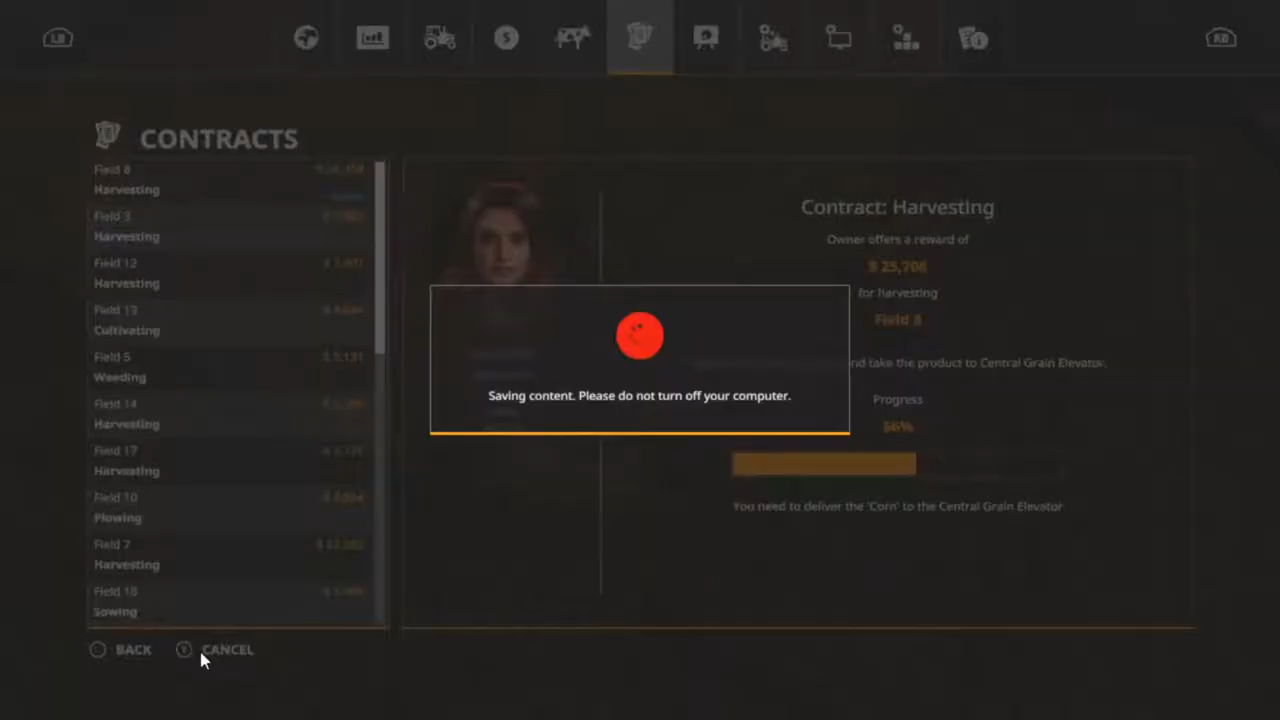 LB
RB
CONTRACTS
Field 8
Harvesting
Field 3
Harvesting
Field 12
Harvesting
Field 13
Cultivating
Field 5
Weeding
Field 14
Harvesting
Field 17
Harvesting
Field 10
Plowing
Field 7
Harvesting
Field 18
Sowing
BACK
Y
CANCEL
Contract: Harvesting
Owner offers a reward of
$ 25,706
for harvesting
Field 8
nd take the product to Central Grain Elevator.
Progress
56%
You need to deliver the 'Corn' to the Central Grain Elevator
Saving content. Please do not turn off your computer.